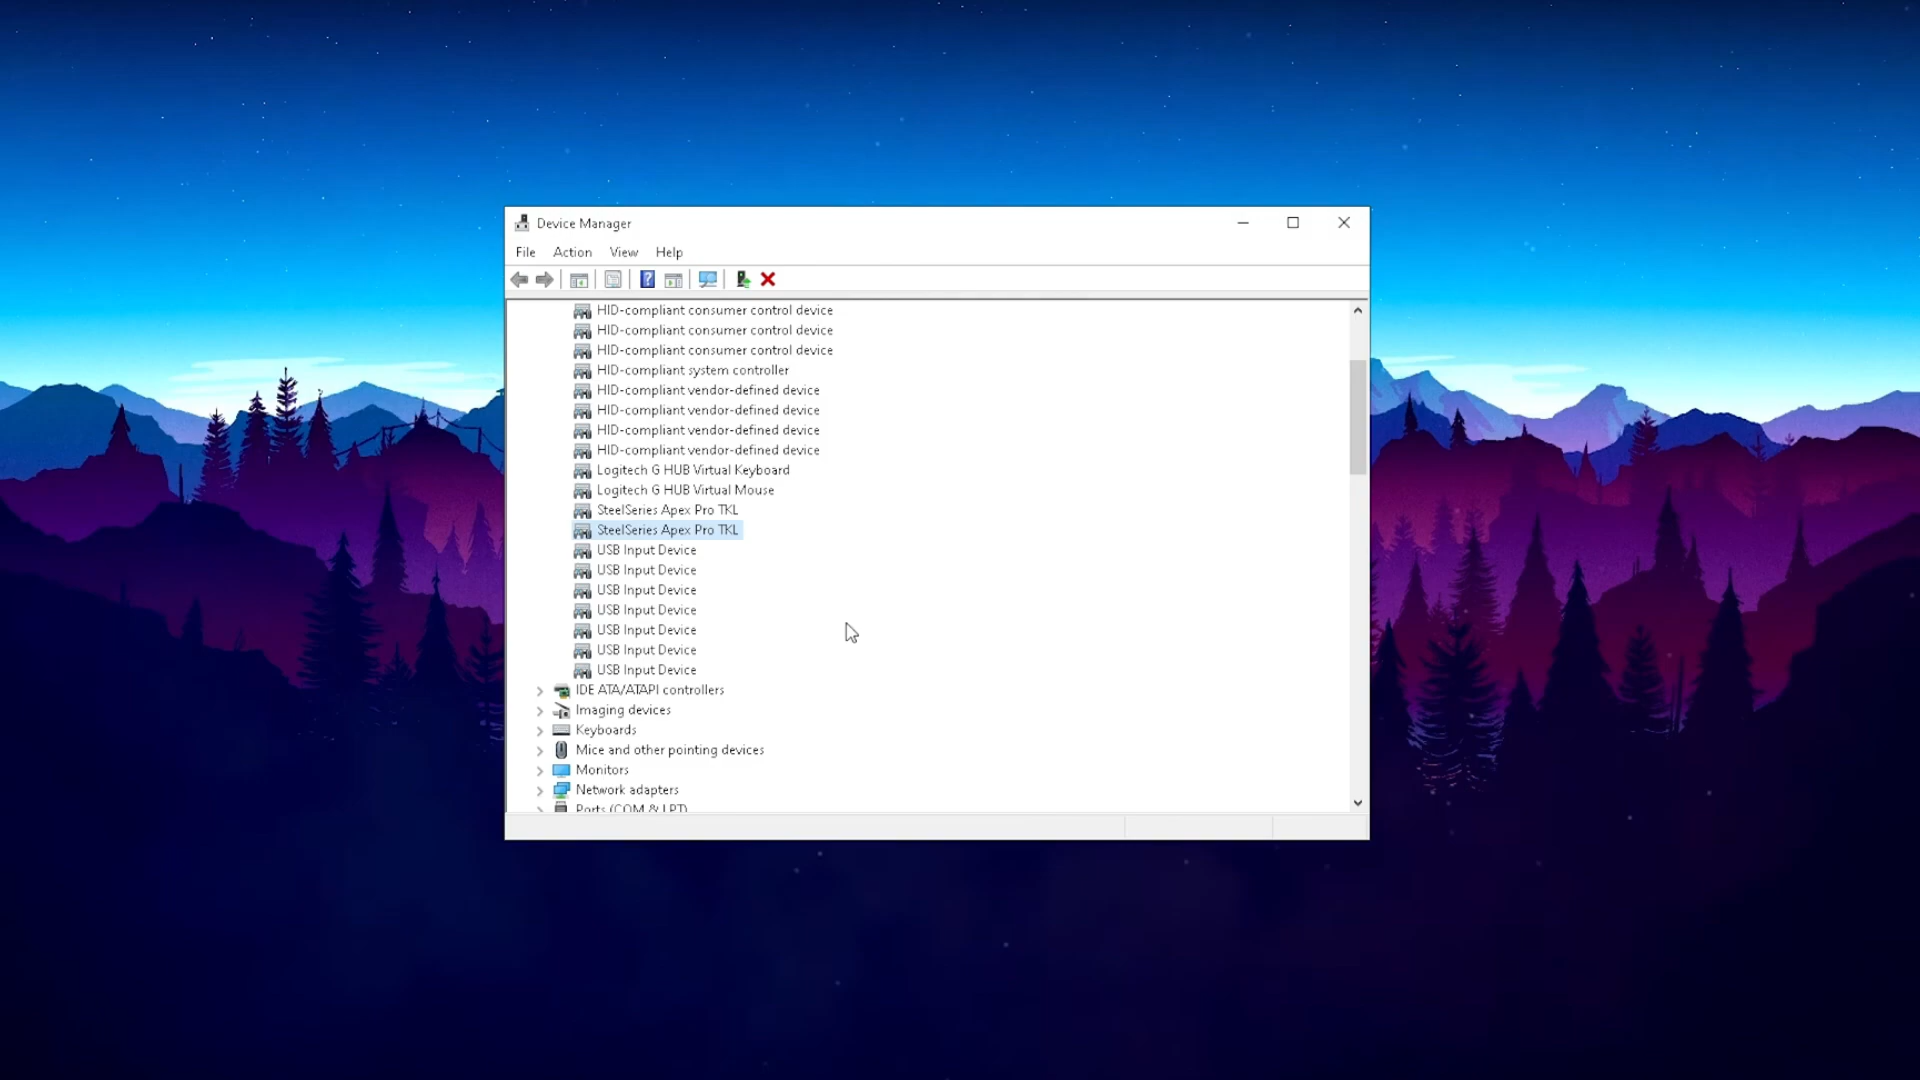 Device Manager
File Action View Help
HID-compliant consumer control device
HID-compliant consumer control device
HID-compliant consumer control device
HID-compliant system controller
HID-compliant vendor-defined device
HID-compliant vendor-defined device
HID-compliant vendor-defined device
HID-compliant vendor-defined device
Logitech G HUB Virtual Keyboard
Logitech G HUB Virtual Mouse
SteelSeries Apex Pro TKL
SteelSeries Apex Pro TKL
USB Input Device
USB Input Device
USB Input Device
USB Input Device
USB Input Device
USB Input Device
USB Input Device
IDE ATA/ATAPI controllers
Imaging devices
Keyboards
Mice and other pointing devices
Monitors
Network adapters
Ports (COM & LPT)